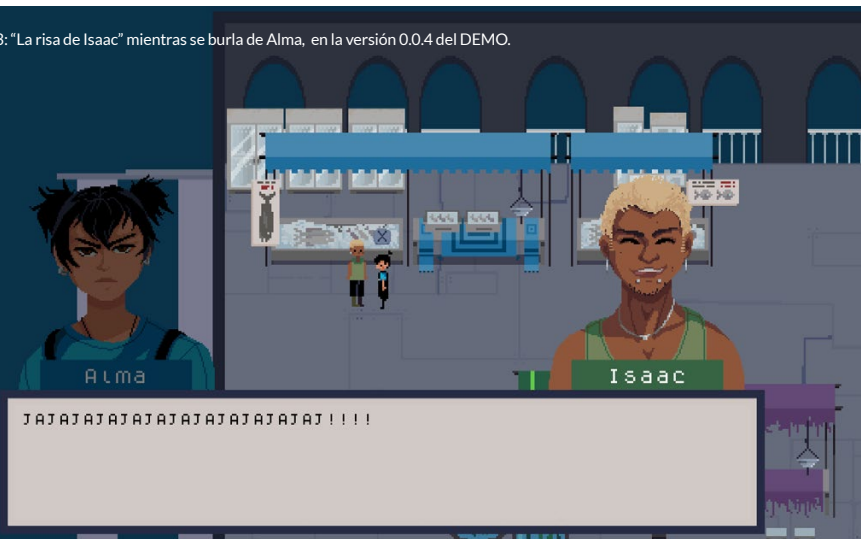 3: “La risa de Isaac” mientras se burla de Alma, en la versión 0.0.4 del DEMO.
Alma
Isaac
JAJAJAJAJAJAJAJAJAJAJAJAJ!!!!